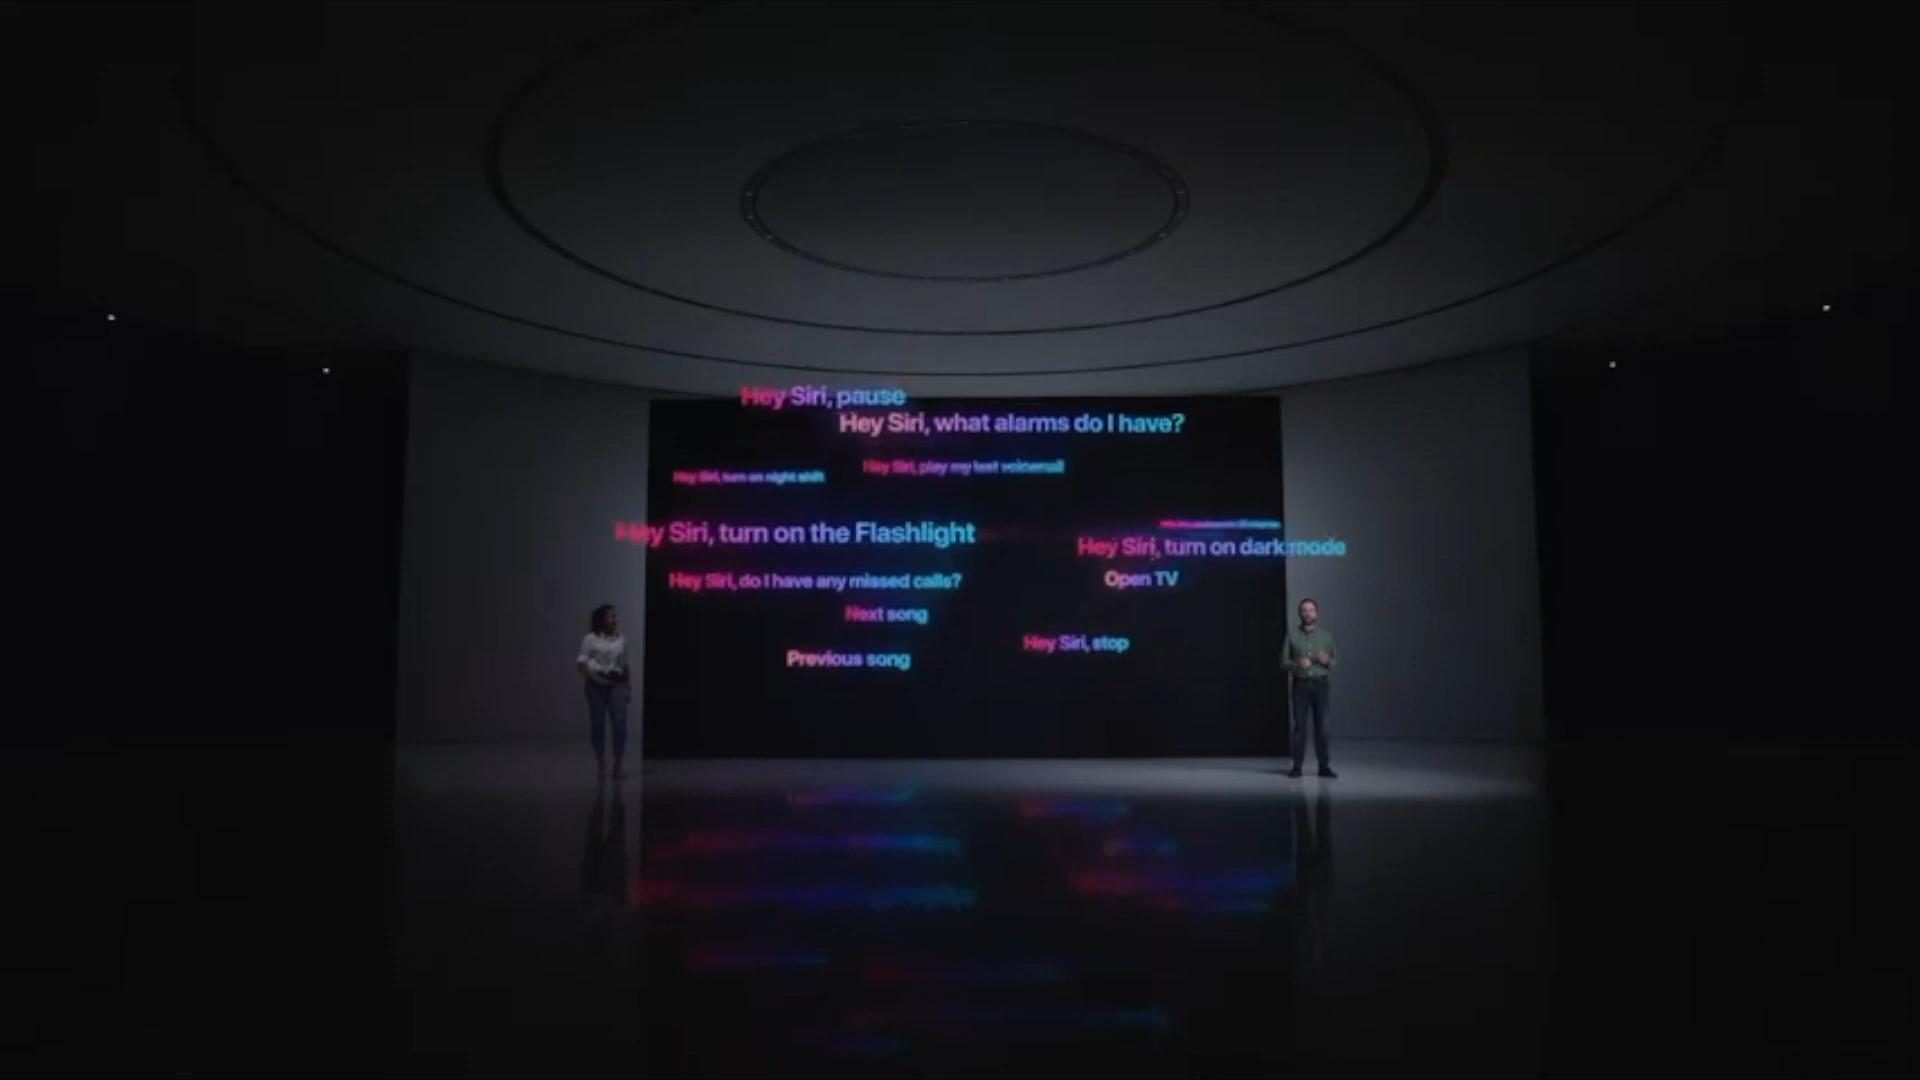 Hey Siri, pause
Hey Siri, what alarms do I have?
Hey Siri, play my last voicemail
Hey Siri, turn on night shift
Hey Siri, turn on the Flashlight
Hey Siri, turn on dark mode
Hey Siri, do I have any missed calls?
Open TV
Next song
Hey Siri, stop
Previous song